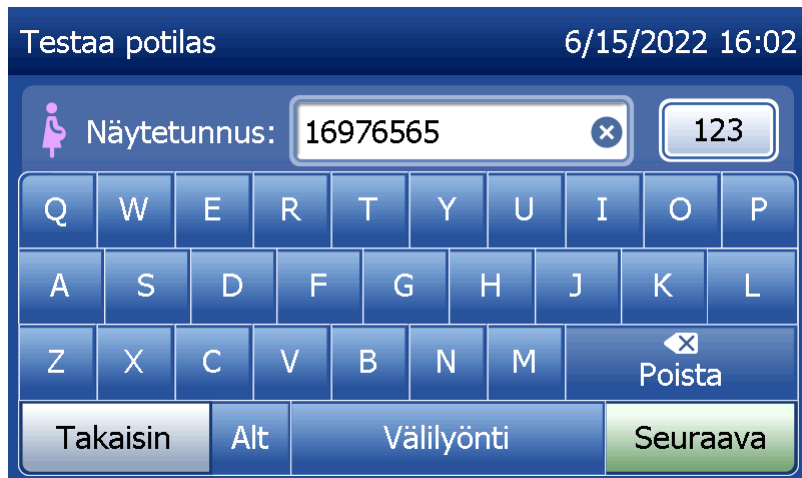 Testaa potilas 6/15/2022 16:02
Näytetunnus: 16976565 123
Q W E R T Y U I O P
A S D F G H J K L
Z X C V B N M Poista
Takaisin Alt Välilyönti Seuraava